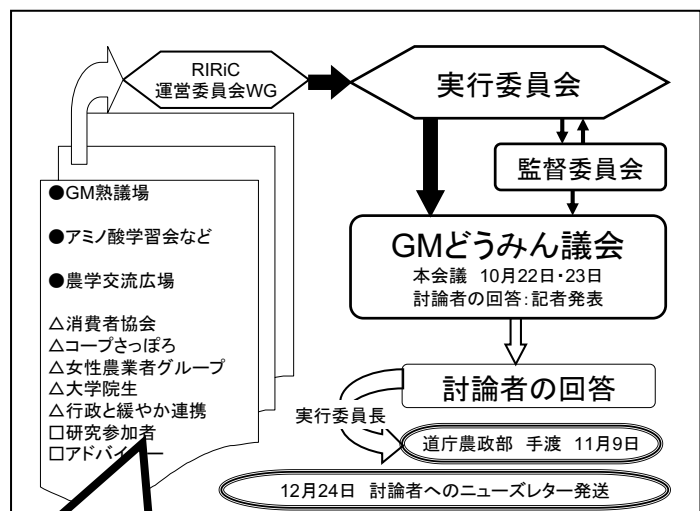 RIRiC
運営委員会WG
実行委員会
監督委員会
●GM熟議場
●アミノ酸学習会など
●農学交流広場
△消費者協会
△コープさっぽろ
△女性農業者グループ
△大学院生
△行政と緩やか連携
□研究参加者
□アドバイザー
GMどうみん議会
本会議 10月22日・23日
討論者の回答:記者発表
討論者の回答
実行委員長
道庁農政部 手渡 11月9日
12月24日 討論者へのニューズレター発送